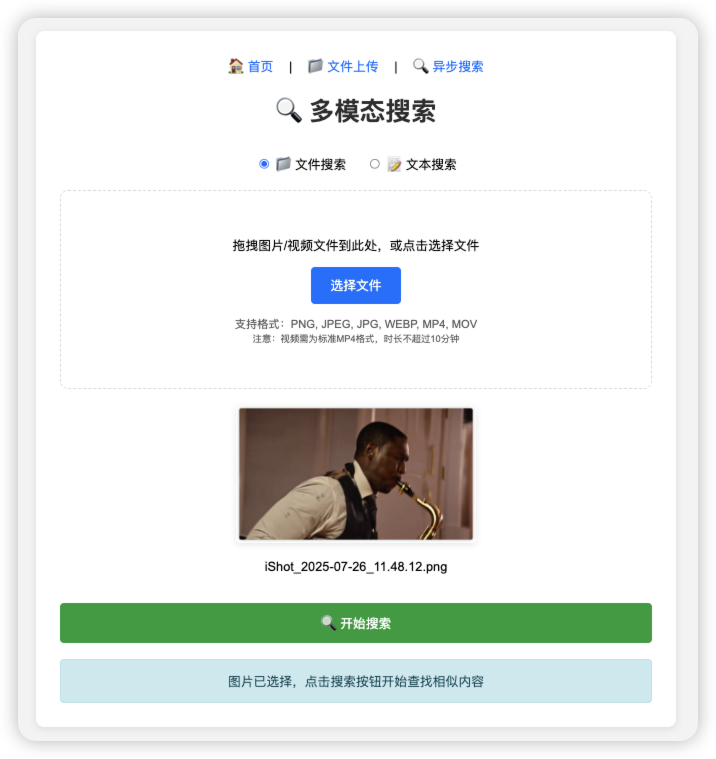 🏠 首页 | 📁 文件上传 | 🔍 异步搜索
🔍 多模态搜索
📁 文件搜索 📝 文本搜索
拖拽图片/视频文件到此处，或点击选择文件
选择文件
支持格式：PNG, JPEG, JPG, WEBP, MP4, MOV
注意：视频需为标准MP4格式，时长不超过10分钟
iShot_2025-07-26_11.48.12.png
🔍 开始搜索
图片已选择，点击搜索按钮开始查找相似内容